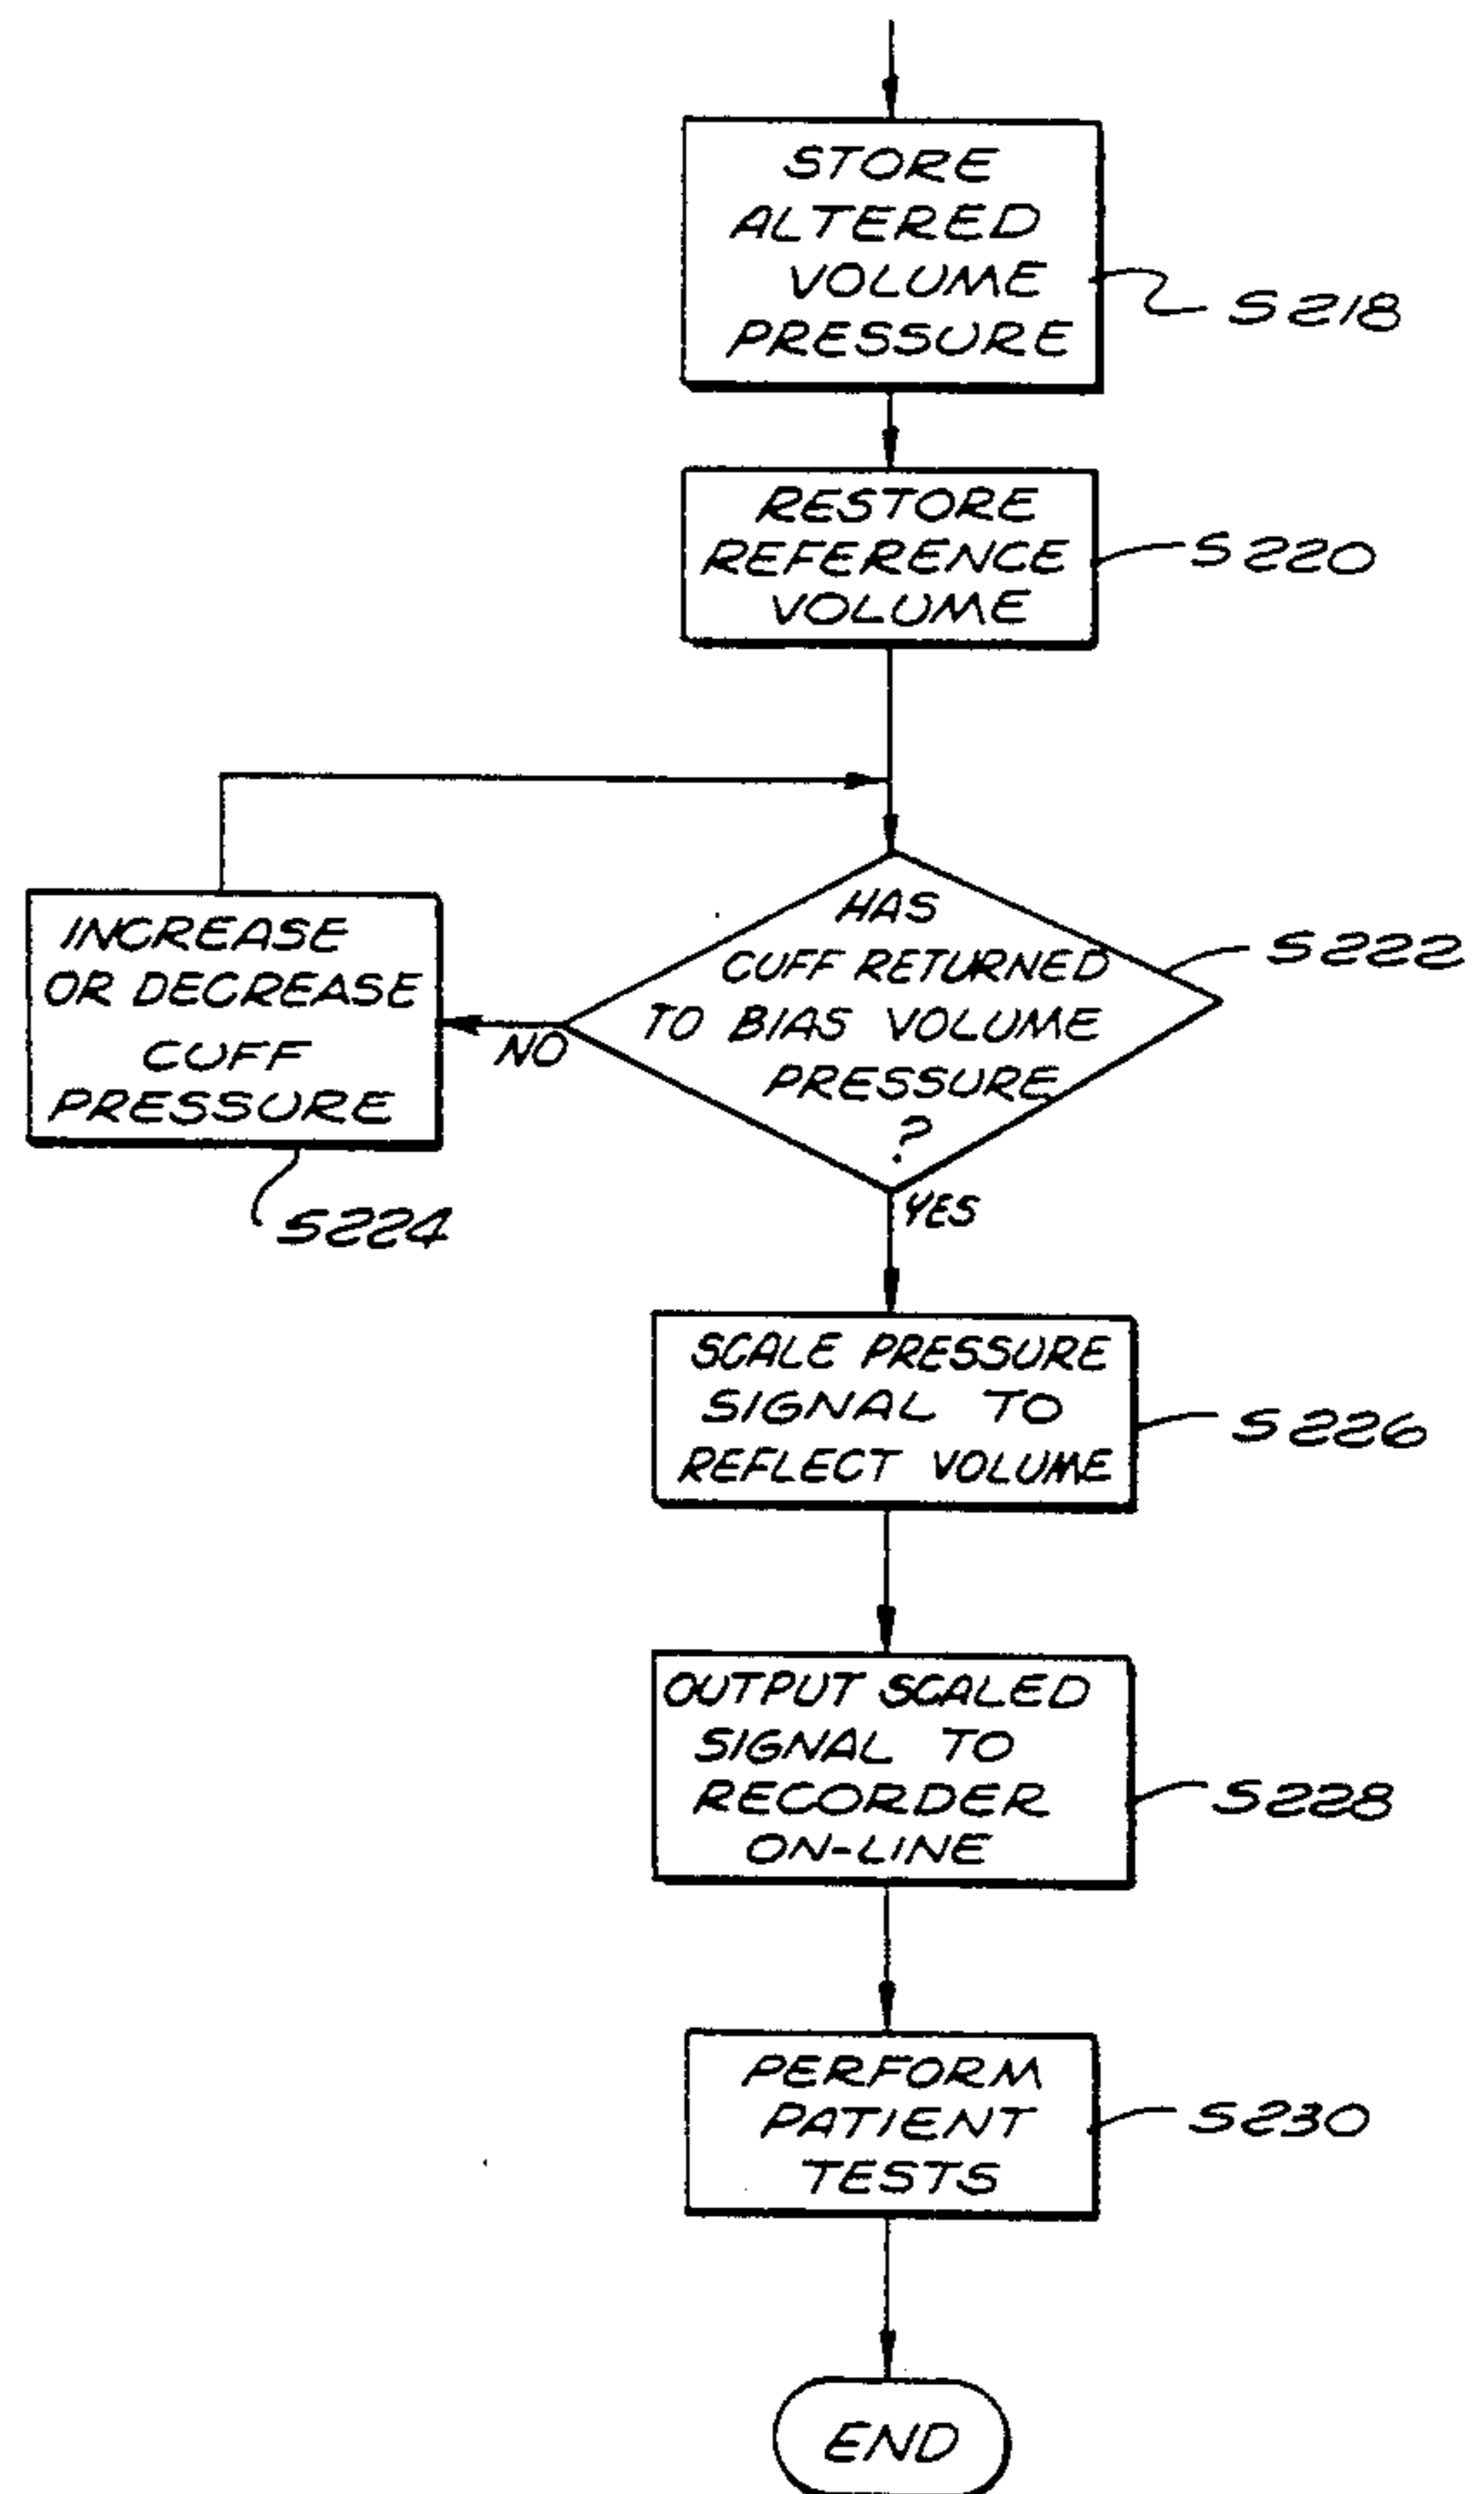 STORE
ALTERED
VOLUME
PRESSURE
S218
RESTORE
REFERENCE
VOLUME
S220
HAS
CUFF RETURNED
TO BIAS VOLUME
PRESSURE
?
S222
NO
INCREASE
OR DECREASE
CUFF
PRESSURE
S224
YES
SCALE PRESSURE
SIGNAL TO
REFLECT VOLUME
S226
OUTPUT SCALED
SIGNAL TO
RECORDER
ON-LINE
S228
PERFORM
PATIENT
TESTS
S230
END